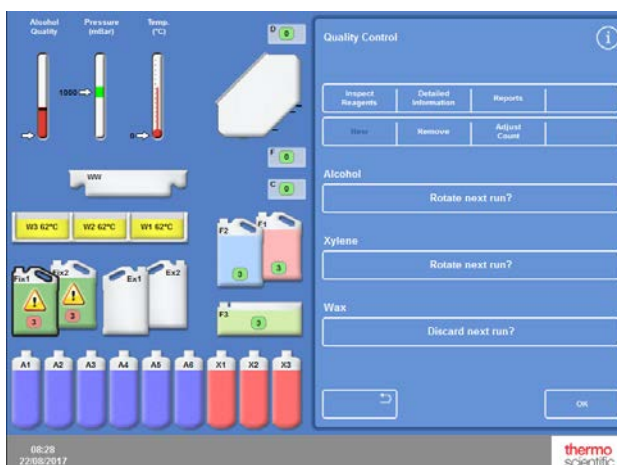 Alcohol Quality
Pressure (mBar)
Temp. (°C)
1000
0
D 0
F 0
C 0
WW
W3 62°C
W2 62°C
W1 62°C
Fix1
Fix2
3
3
Ex1
Ex2
F2
F1
3
3
F3
3
A1
A2
A3
A4
A5
A6
X1
X2
X3
08:28
22/08/2017
Quality Control
i
Inspect Reagents
Detailed Information
Reports
New
Remove
Adjust Count
Alcohol
Rotate next run?
Xylene
Rotate next run?
Wax
Discard next run?
OK
thermo
scientific